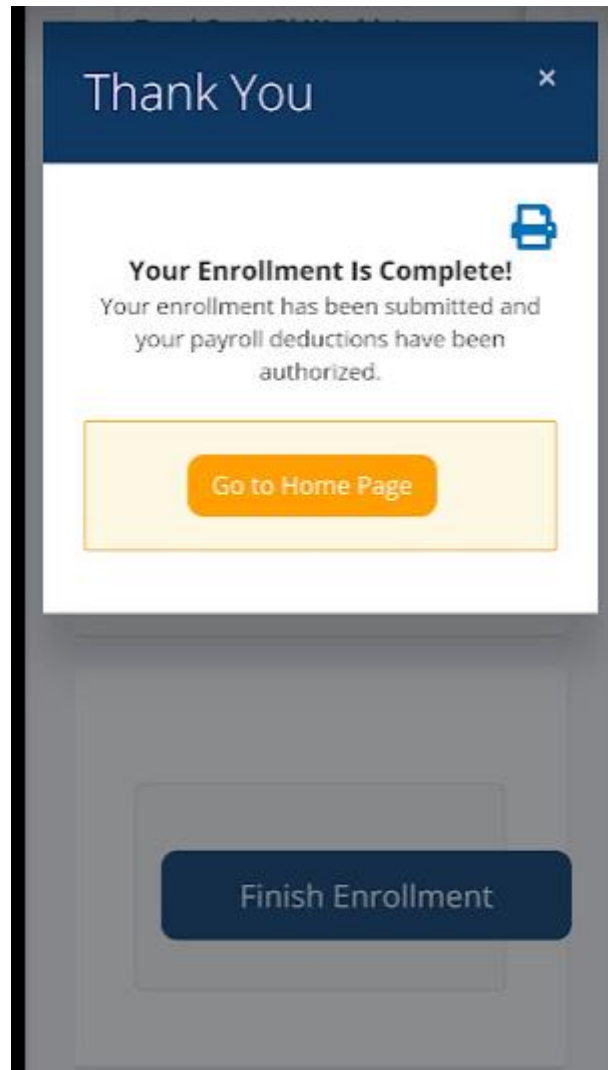 Thank You
×
Your Enrollment Is Complete!
Your enrollment has been submitted and
your payroll deductions have been
authorized.
Go to Home Page
Finish Enrollment